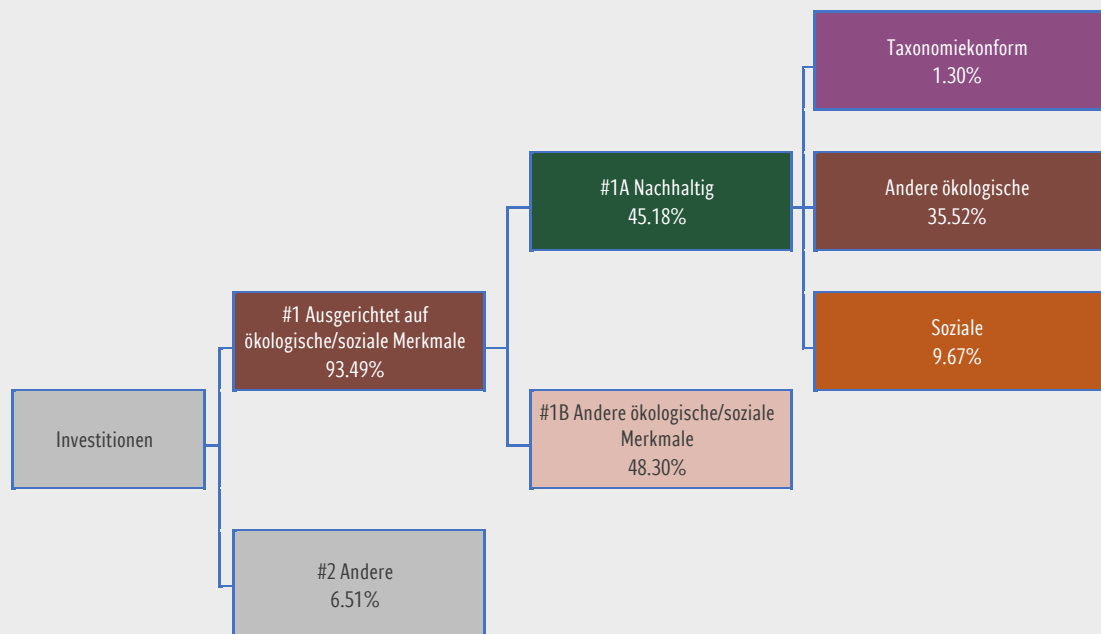 Taxonomiekonform
1.30%
#1A Nachhaltig
45.18%
Andere ökologische
35.52%
#1 Ausgerichtet auf
ökologische/soziale Merkmale
93.49%
Soziale
9.67%
Investitionen
#1B Andere ökologische/soziale
Merkmale
48.30%
#2 Andere
6.51%